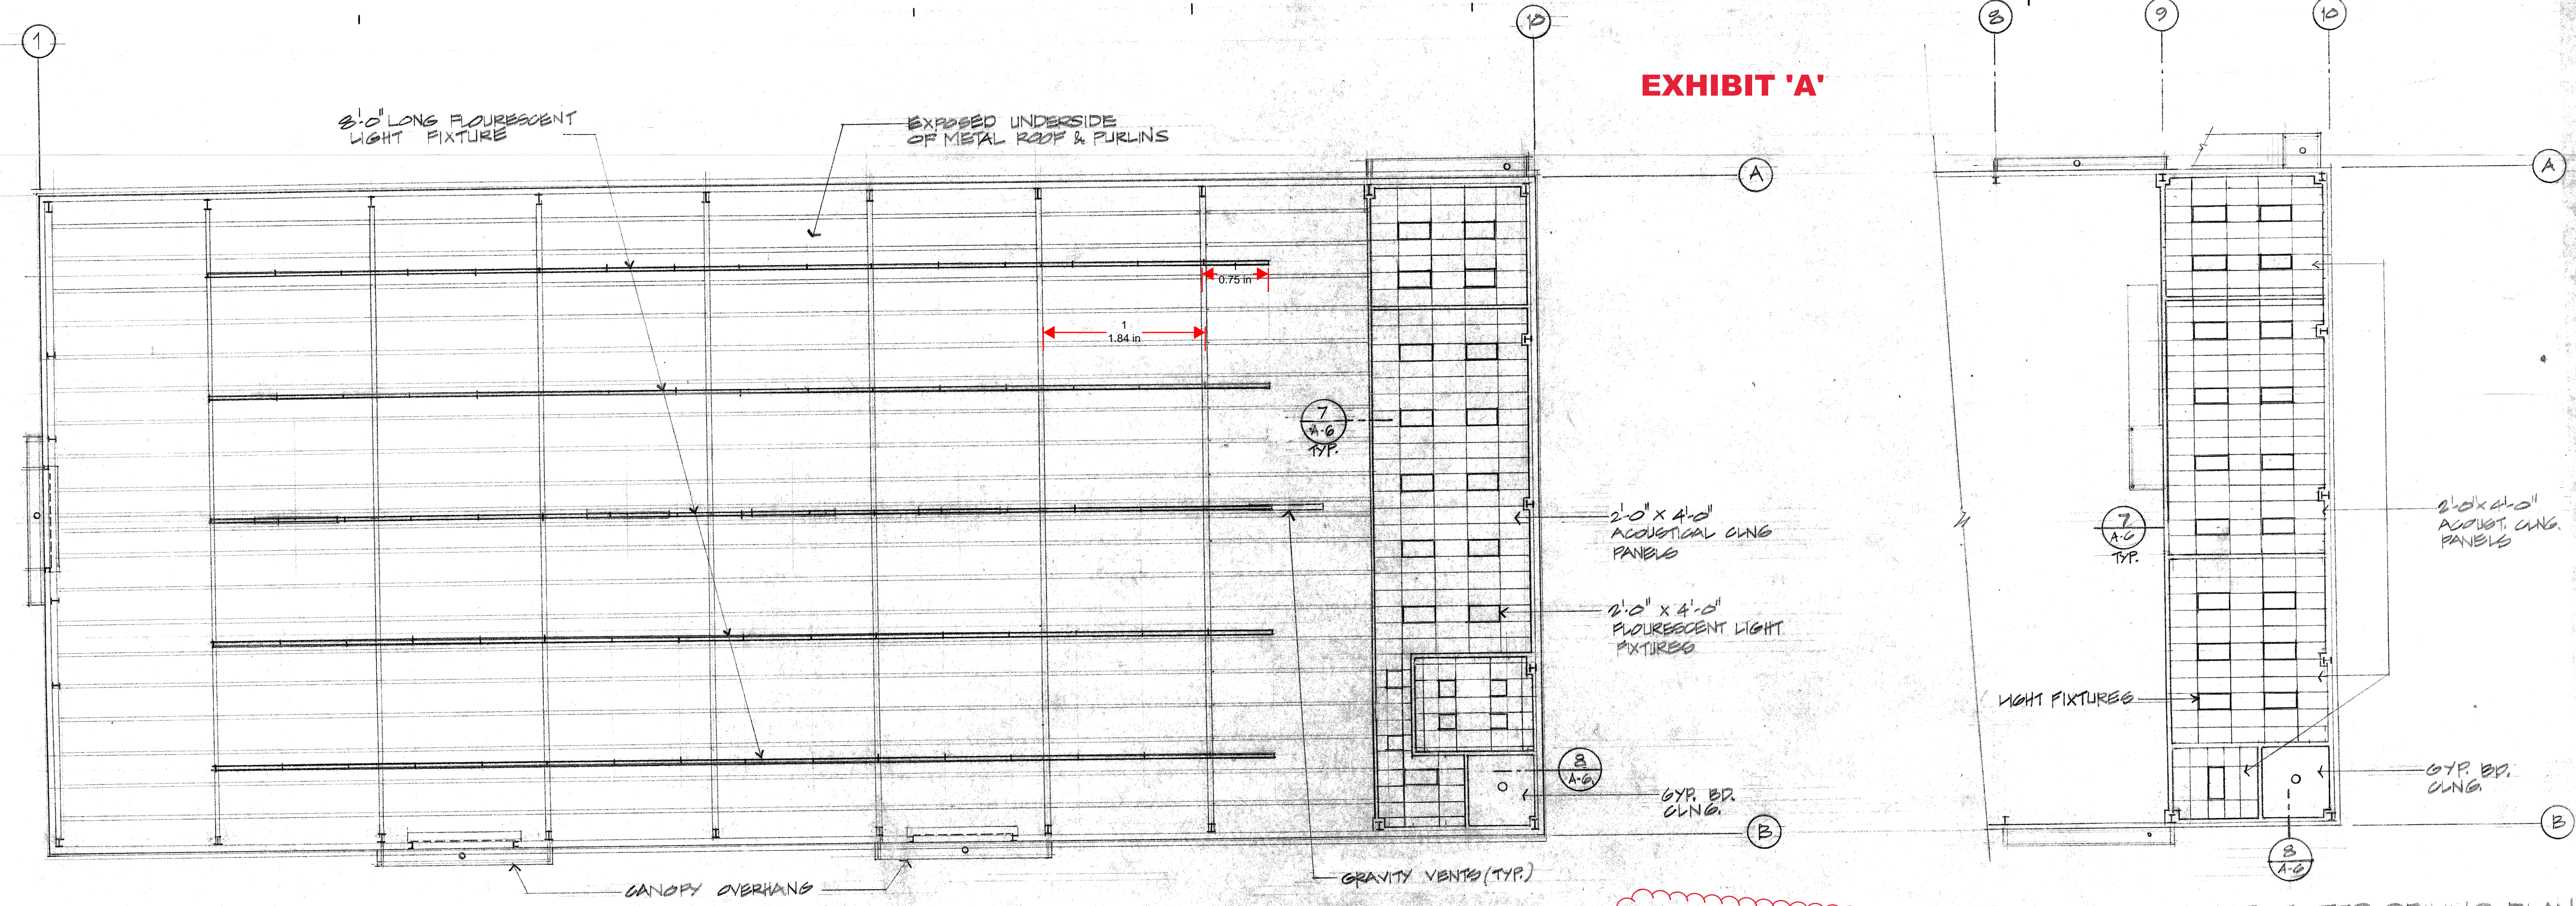 1
10
8
9
10
EXHIBIT 'A'
8'-0" LONG FLOURESCENT
LIGHT FIXTURE
EXPOSED UNDERSIDE
OF METAL ROOF & PURLINS
A
A
0.75 in
1
1.84 in
7
A-6
TYP.
2'-0" X 4'-0"
ACOUSTICAL CLNG
PANELS
2'-0" X 4'-0"
FLOURESCENT LIGHT
FIXTURES
7
A-6
TYP.
2'-0" X 4'-0"
ACOUST. CLNG.
PANELS
LIGHT FIXTURES
8
A-6.
GYP. BD.
CLNG.
GYP. BD.
CLNG.
B
B
8
A-6
CANOPY OVERHANG
GRAVITY VENTS (TYP.)
CEILING PLAN